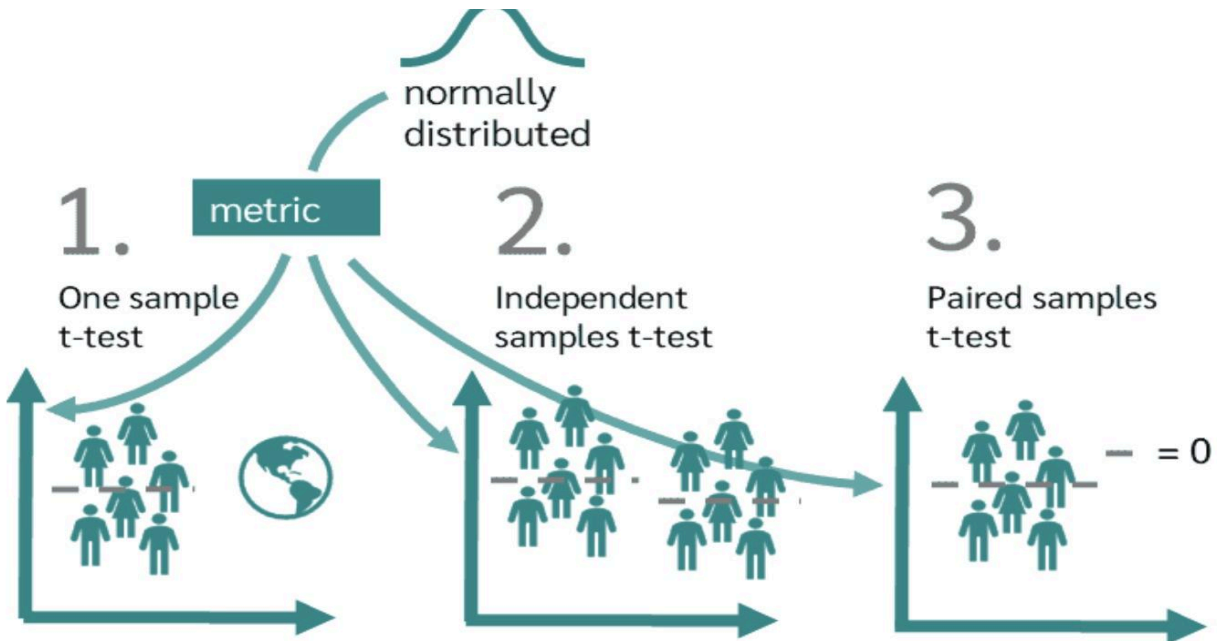 normally
distributed
metric
1.
One sample
t-test
2.
Independent
samples t-test
3.
Paired samples
t-test
= 0